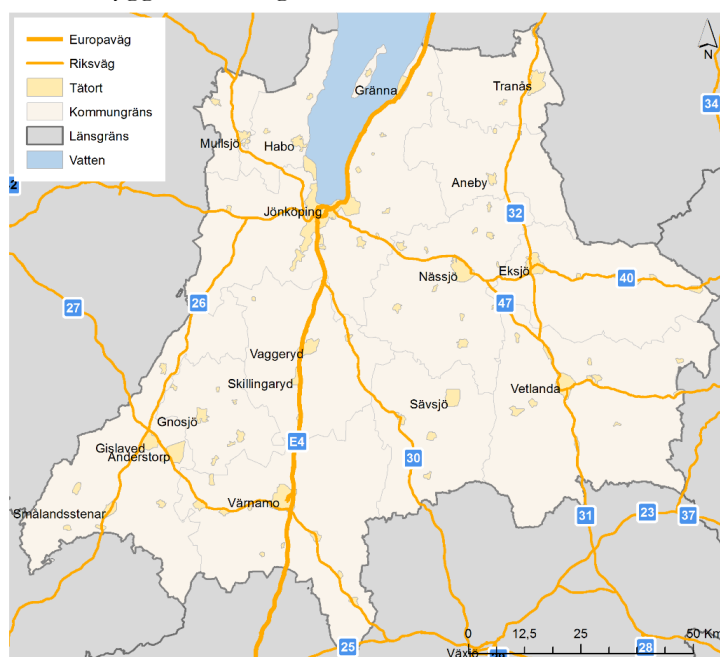 Europaväg
Riksväg
Tätort
Kommungräns
Länsgräns
Vatten
N
Gränna
Tranås
34
Mullsjö
Habo
Aneby
Jönköping
32
Nässjö
Eksjö
40
26
27
47
Vaggeryd
Skillingaryd
Vetlanda
Sävsjö
Gnosjö
Gislaved
Anderstorp
E4
30
Värnamo
Smålandsstenar
31
23
37
0 12,5 25 50 Km
25
28
Växjö